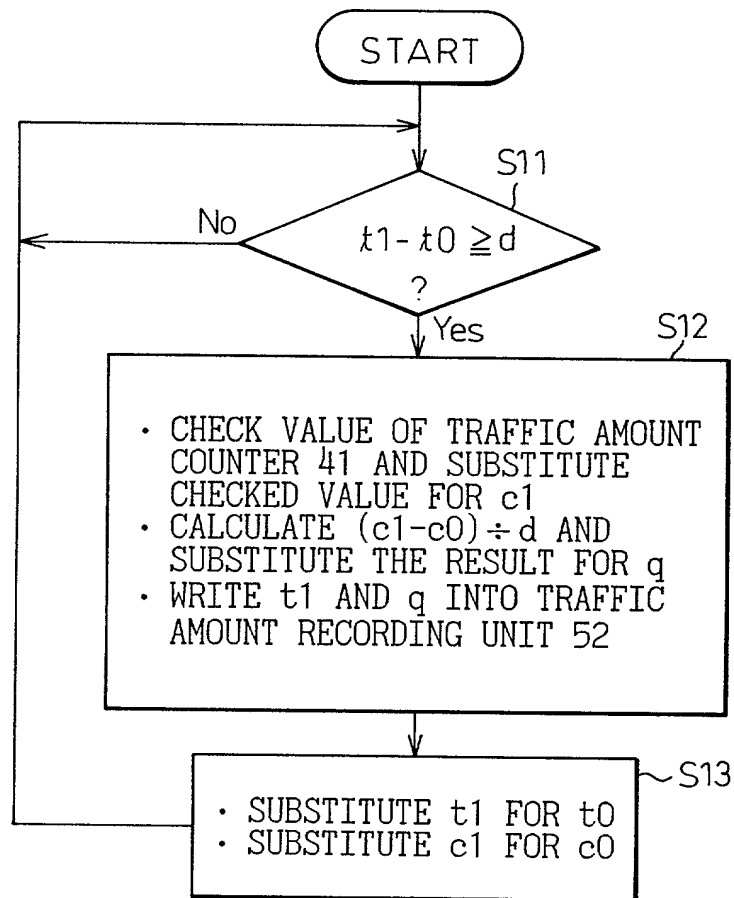 START
S11
No
t1-t0≧d
?
Yes
S12
· CHECK VALUE OF TRAFFIC AMOUNT
COUNTER 41 AND SUBSTITUTE
CHECKED VALUE FOR c1
· CALCULATE (c1-c0)÷d AND
SUBSTITUTE THE RESULT FOR q
· WRITE t1 AND q INTO TRAFFIC
AMOUNT RECORDING UNIT 52
S13
· SUBSTITUTE t1 FOR t0
· SUBSTITUTE c1 FOR c0